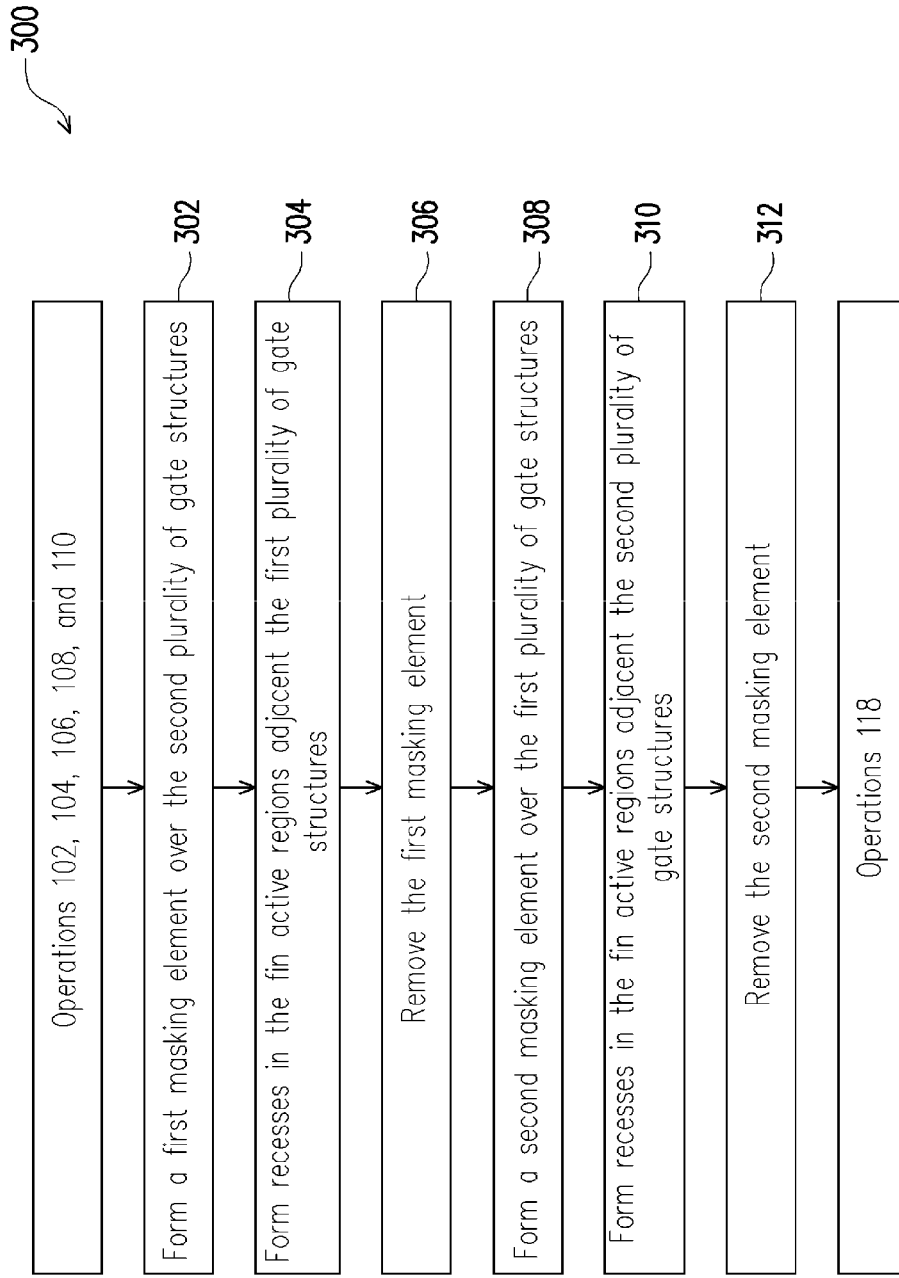 300
Operations 102, 104, 106, 108, and 110
Form a first masking element over the second plurality of gate structures
302
Form recesses in the fin active regions adjacent the first plurality of gate
structures
304
Remove the first masking element
306
Form a second masking element over the first plurality of gate structures
308
Form recesses in the fin active regions adjacent the second plurality of
gate structures
310
Remove the second masking element
312
Operations 118